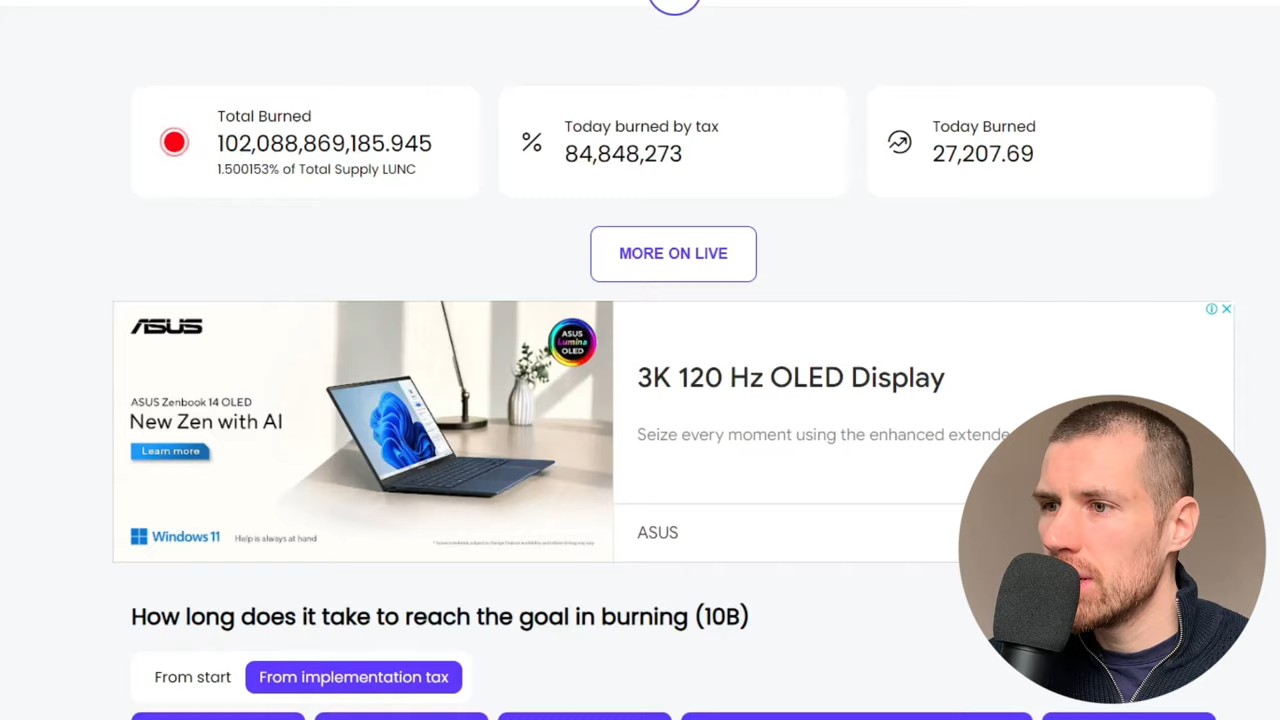 Total Burned
102,088,869,185.945
1.500153% of Total Supply LUNC
Today burned by tax
84,848,273
Today Burned
27,207.69
MORE ON LIVE
ASUS
ASUS
Lumina
OLED
ASUS Zenbook 14 OLED
New Zen with AI
Learn more
Windows 11
Help is always at hand
3K 120 Hz OLED Display
Seize every moment using the enhanced extende
ASUS
How long does it take to reach the goal in burning (10B)
From start
From implementation tax